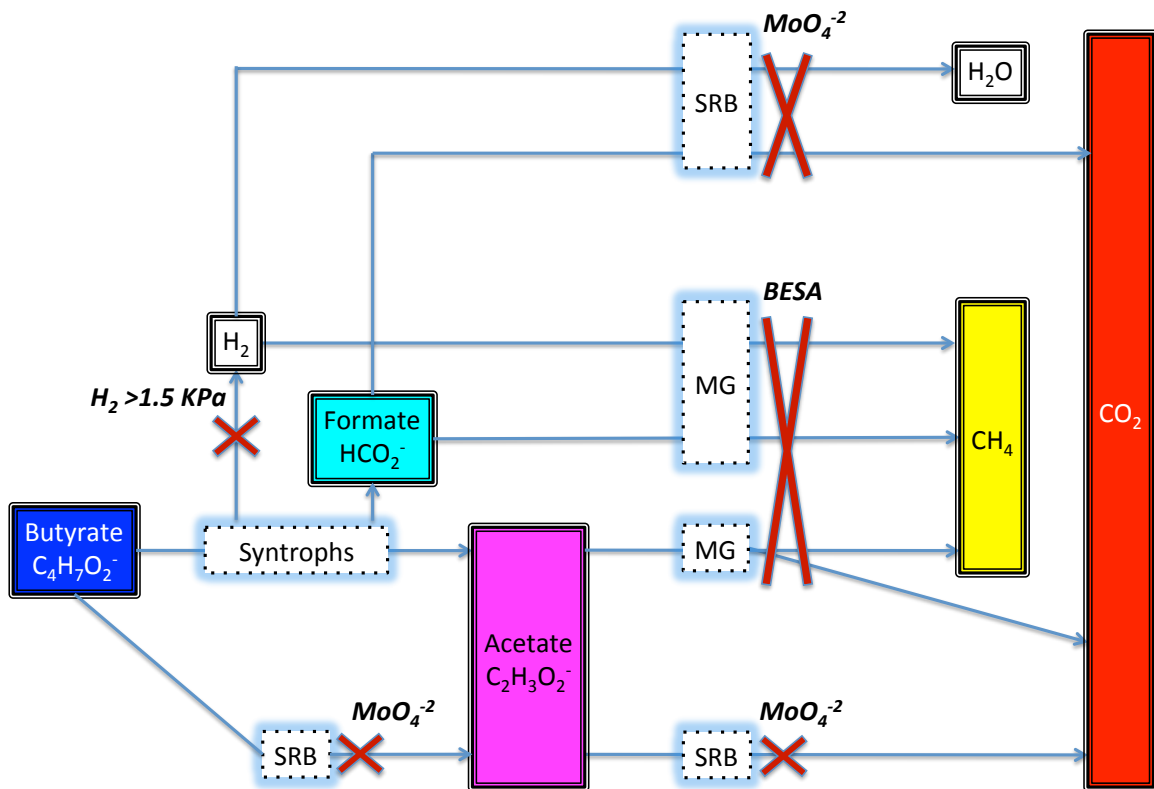 MoO₄⁻²
H₂O
SRB
BESA
H₂
MG
H₂ >1.5 KPa
Formate
HCO₂⁻
CH₄
CO₂
Butyrate
C₄H₇O₂⁻
Syntrophs
MG
Acetate
C₂H₃O₂⁻
MoO₄⁻²
MoO₄⁻²
SRB
SRB